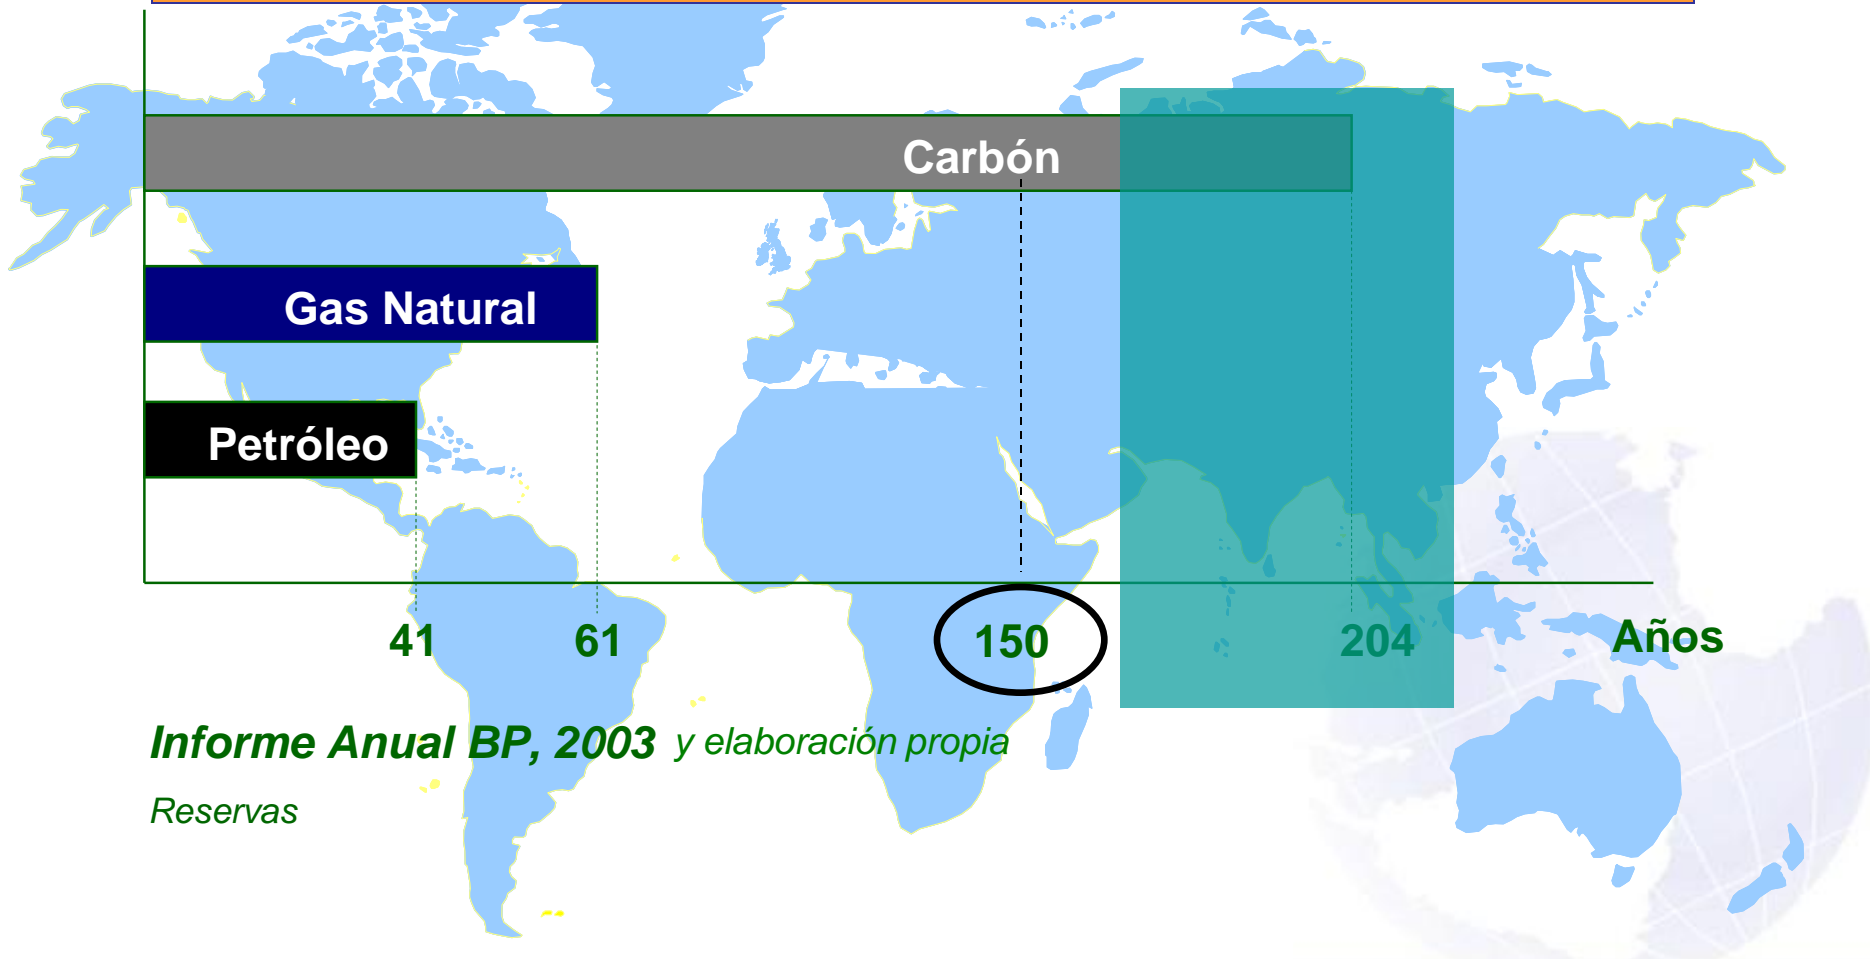 Carbón
Gas Natural
Petróleo
41 61 150 204 Años
Informe Anual BP, 2003 y elaboración propia
Reservas